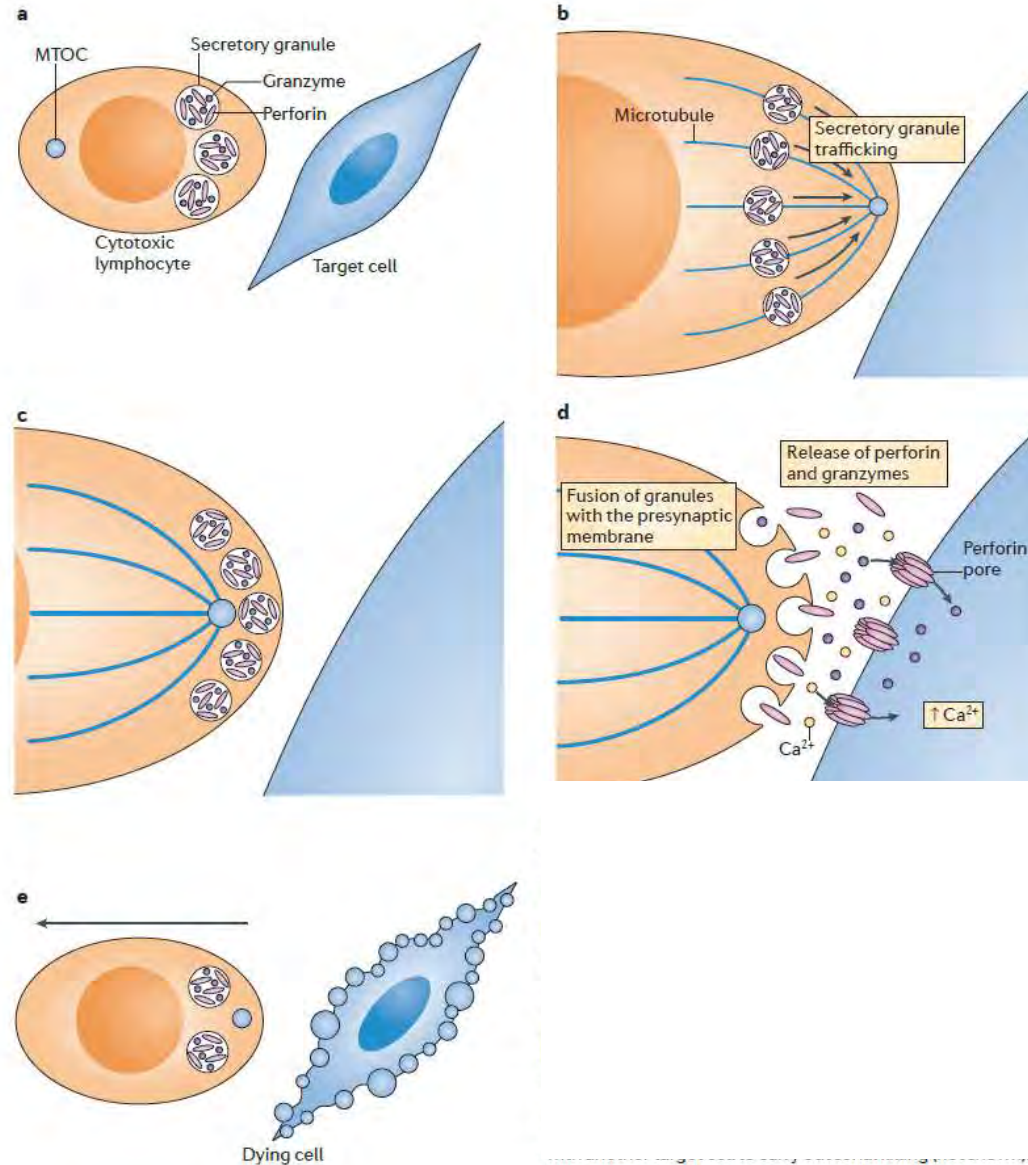 a
MTOC
Secretory granule
Granzyme
Perforin
Cytotoxic
lymphocyte
Target cell
b
Microtubule
Secretory granule
trafficking
c
d
Release of perforin
and granzymes
Fusion of granules
with the presynaptic
membrane
Perforin
pore
↑ Ca²⁺
Ca²⁺
e
Dying cell